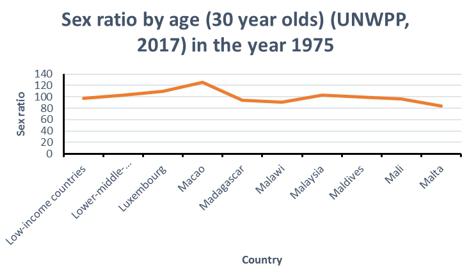 Sex ratio by age (30 year olds) (UNWPP,
2017) in the year 1975
140
120
100
80
60
40
20
0
Sex ratio
Low-income countries
Lower-middle-...
Luxembourg
Macao
Madagascar
Malawi
Malaysia
Maldives
Mali
Malta
Country